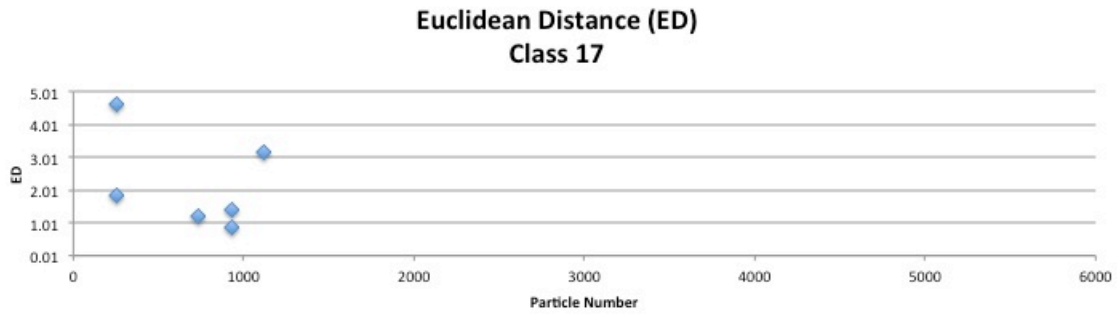 Euclidean Distance (ED)
Class 17
5.01
4.01
3.01
2.01
1.01
0.01
ED
0 1000 2000 3000 4000 5000 6000
Particle Number